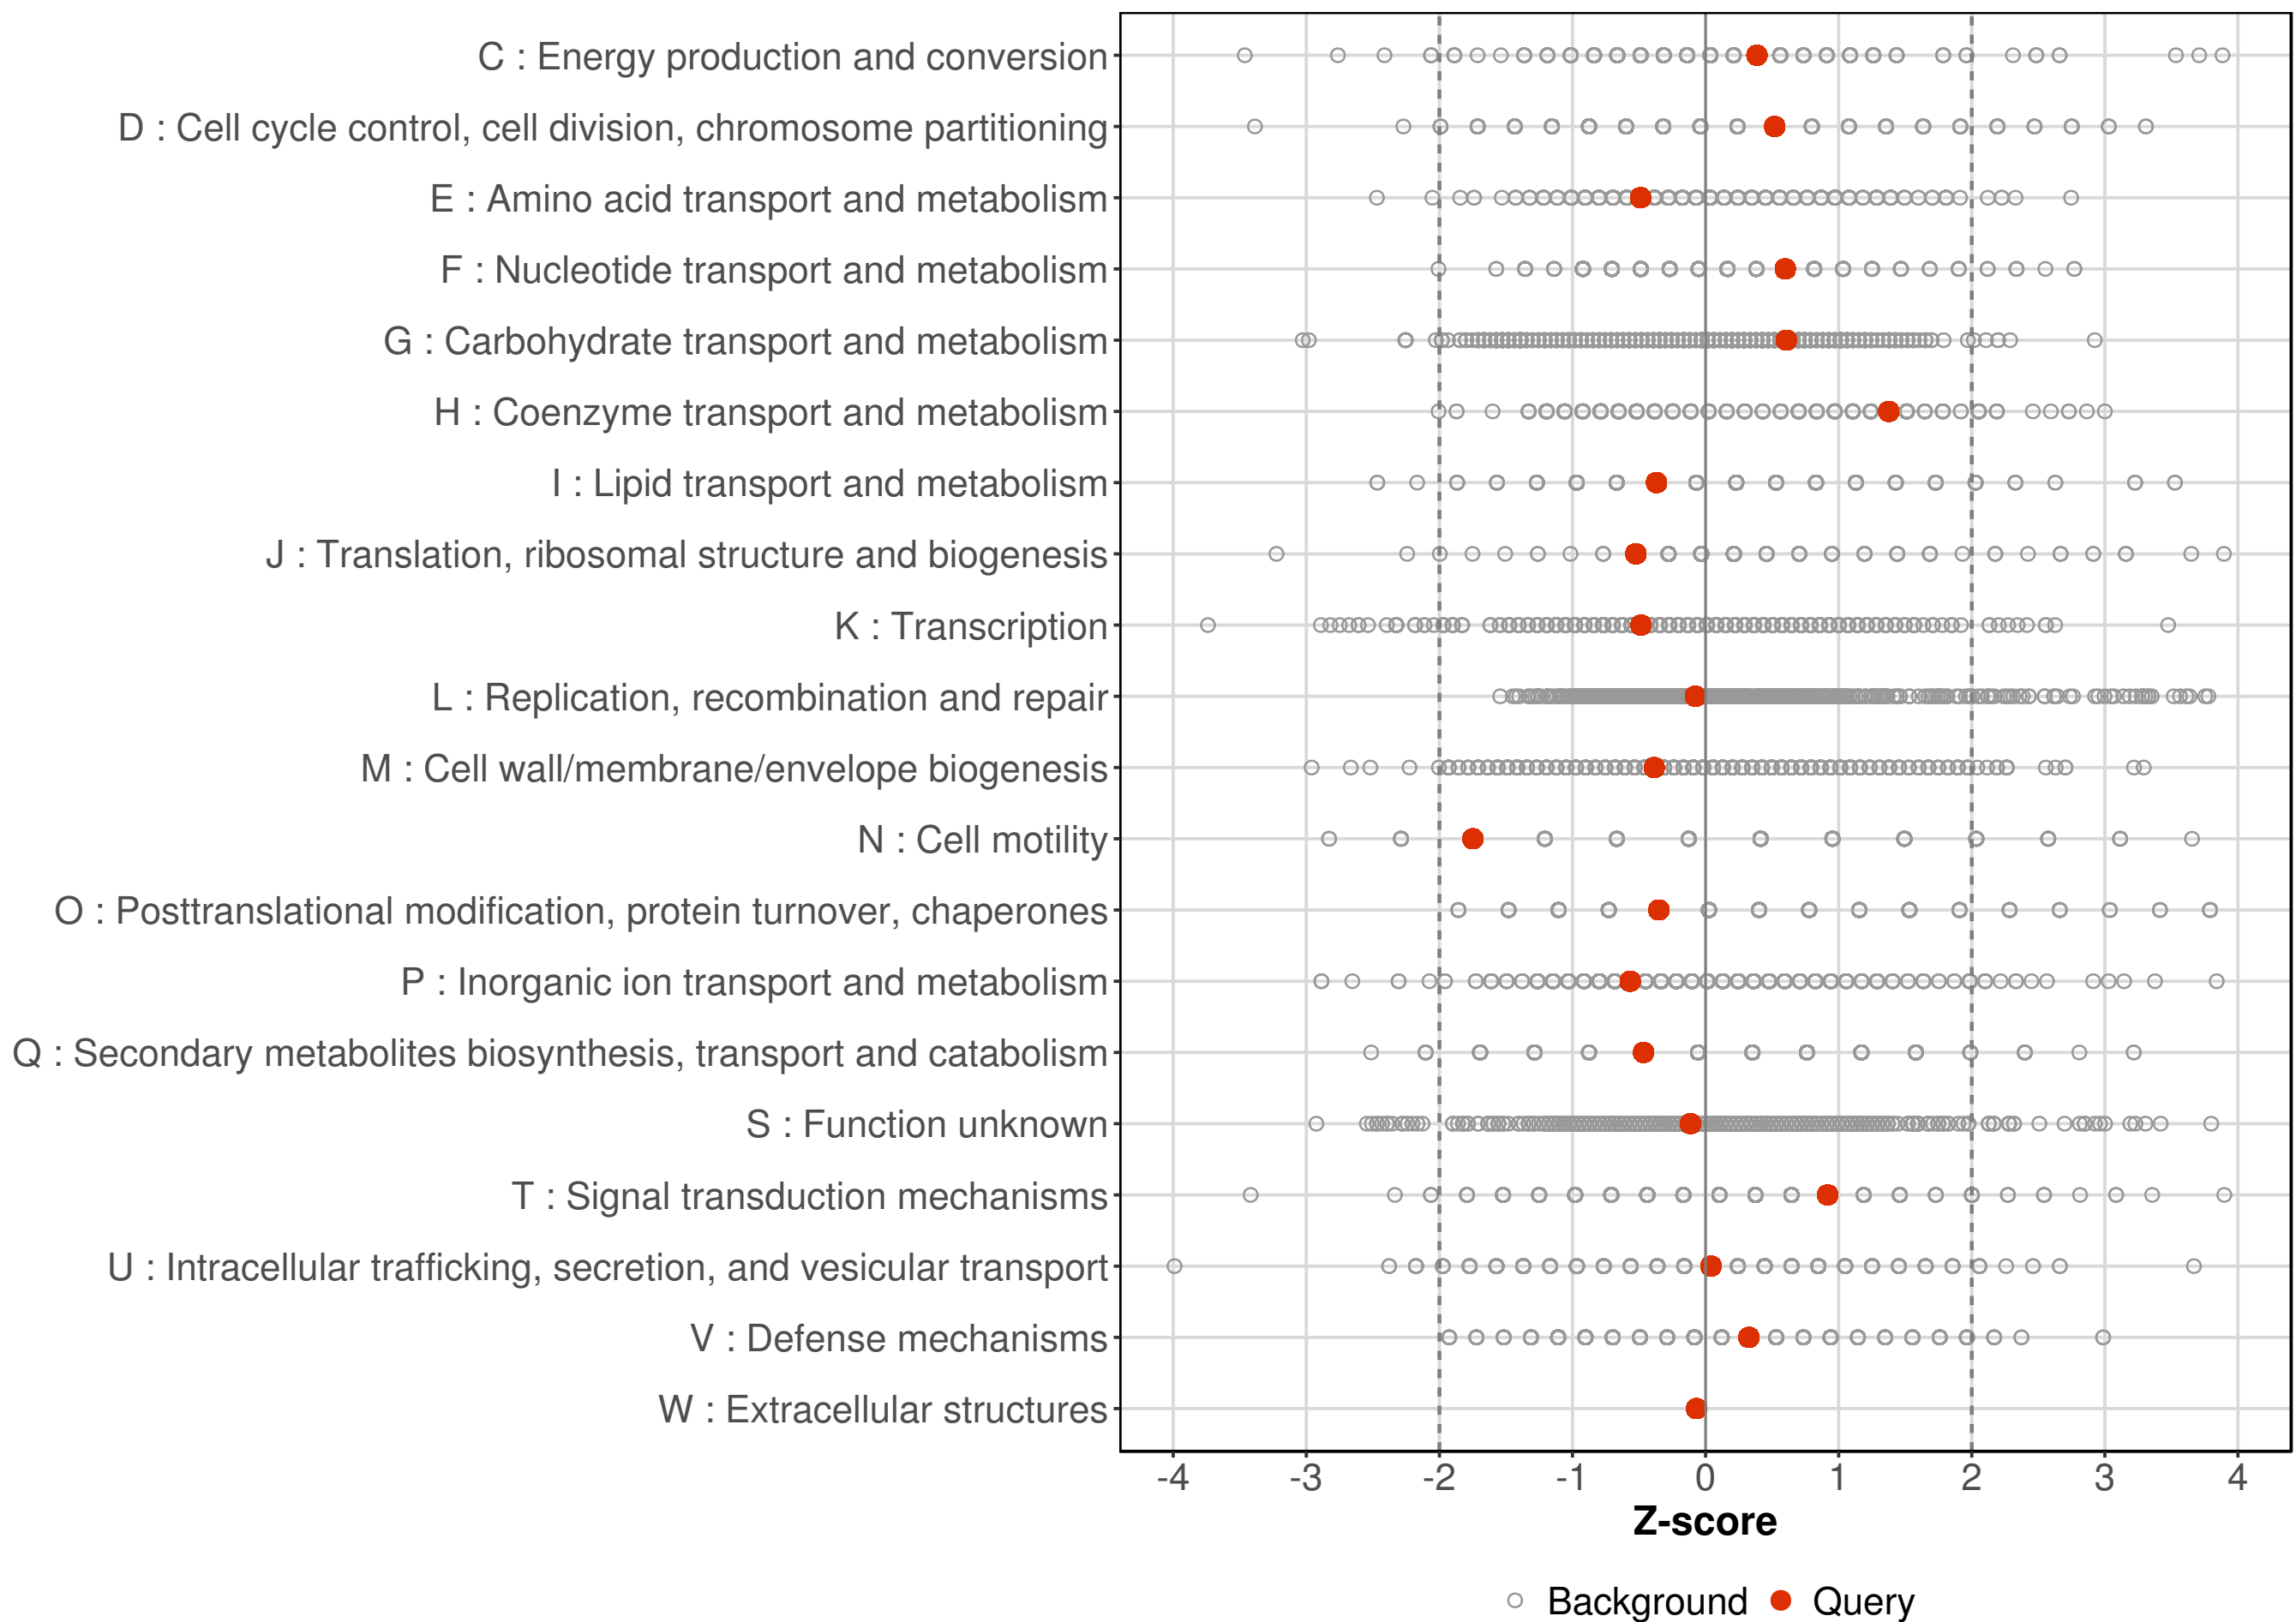 C : Energy production and conversion
D : Cell cycle control, cell division, chromosome partitioning
E : Amino acid transport and metabolism
F : Nucleotide transport and metabolism
G : Carbohydrate transport and metabolism
H : Coenzyme transport and metabolism
I : Lipid transport and metabolism
J : Translation, ribosomal structure and biogenesis
K : Transcription
L : Replication, recombination and repair
M : Cell wall/membrane/envelope biogenesis
N : Cell motility
O : Posttranslational modification, protein turnover, chaperones
P : Inorganic ion transport and metabolism
Q : Secondary metabolites biosynthesis, transport and catabolism
S : Function unknown
T : Signal transduction mechanisms
U : Intracellular trafficking, secretion, and vesicular transport
V : Defense mechanisms
W : Extracellular structures
-4 -3 -2 -1 0 1 2 3 4
Z-score
Background Query